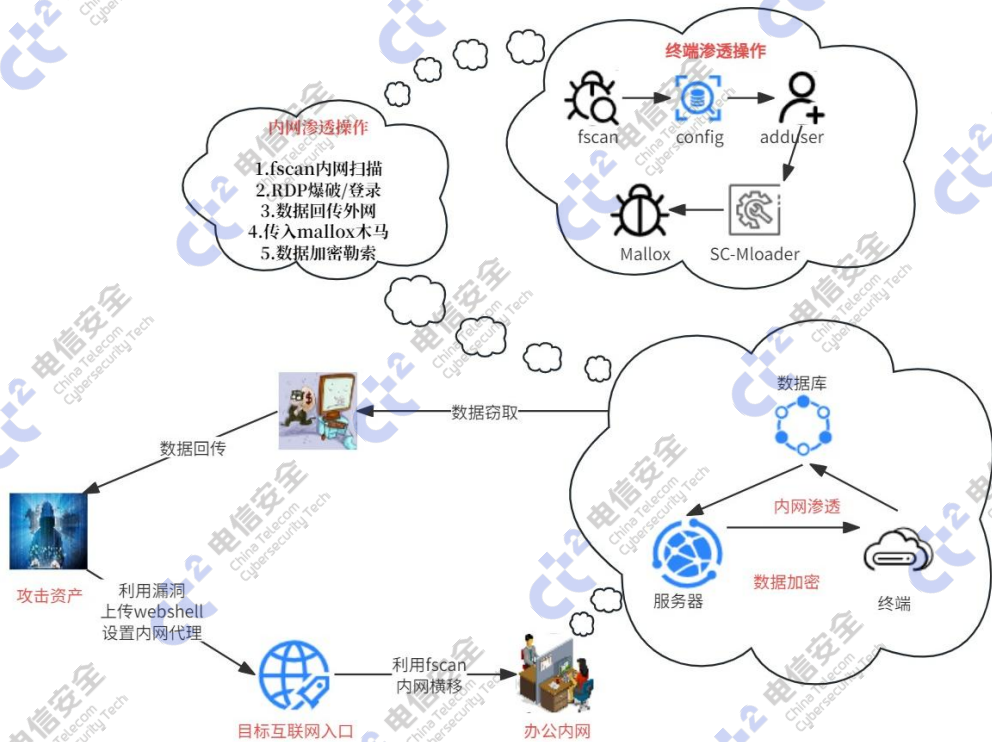 终端渗透操作
fscan
config
adduser
Mallox
SC-Mloader
内网渗透操作
1.fscan内网扫描
2.RDP爆破/登录
3.数据回传外网
4.传入mallox木马
5.数据加密勒索
数据库
数据窃取
数据回传
内网渗透
数据加密
服务器
终端
攻击资产
利用漏洞
上传webshell
设置内网代理
利用fscan
内网横移
目标互联网入口
办公内网
电信安全
China Telecom
Cybersecurity Tech